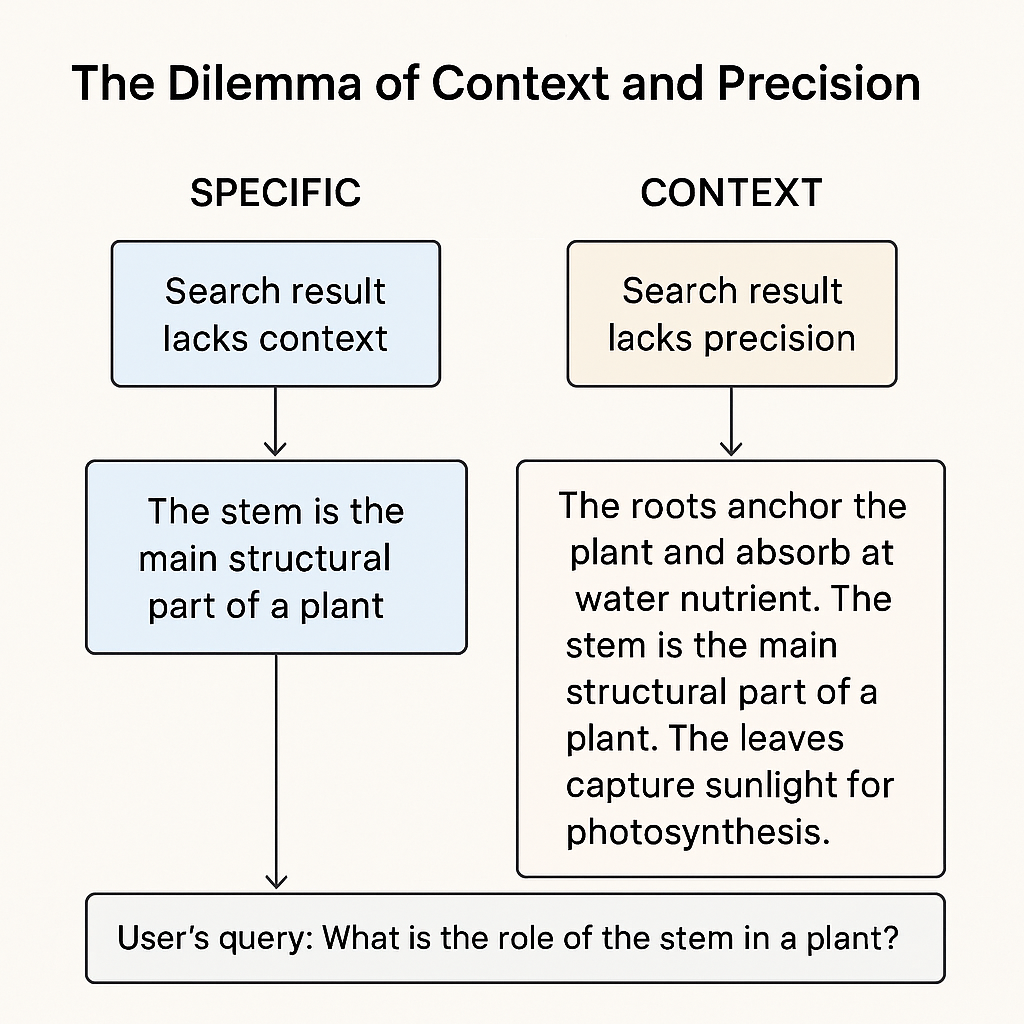 The Dilemma of Context and Precision
SPECIFIC
Search result
lacks context
The stem is the
main structural
part of a plant
CONTEXT
Search result
lacks precision
The roots anchor the
plant and absorb at
water nutrient. The
stem is the main
structural part of a
plant. The leaves
capture sunlight for
photosynthesis.
User's query: What is the role of the stem in a plant?